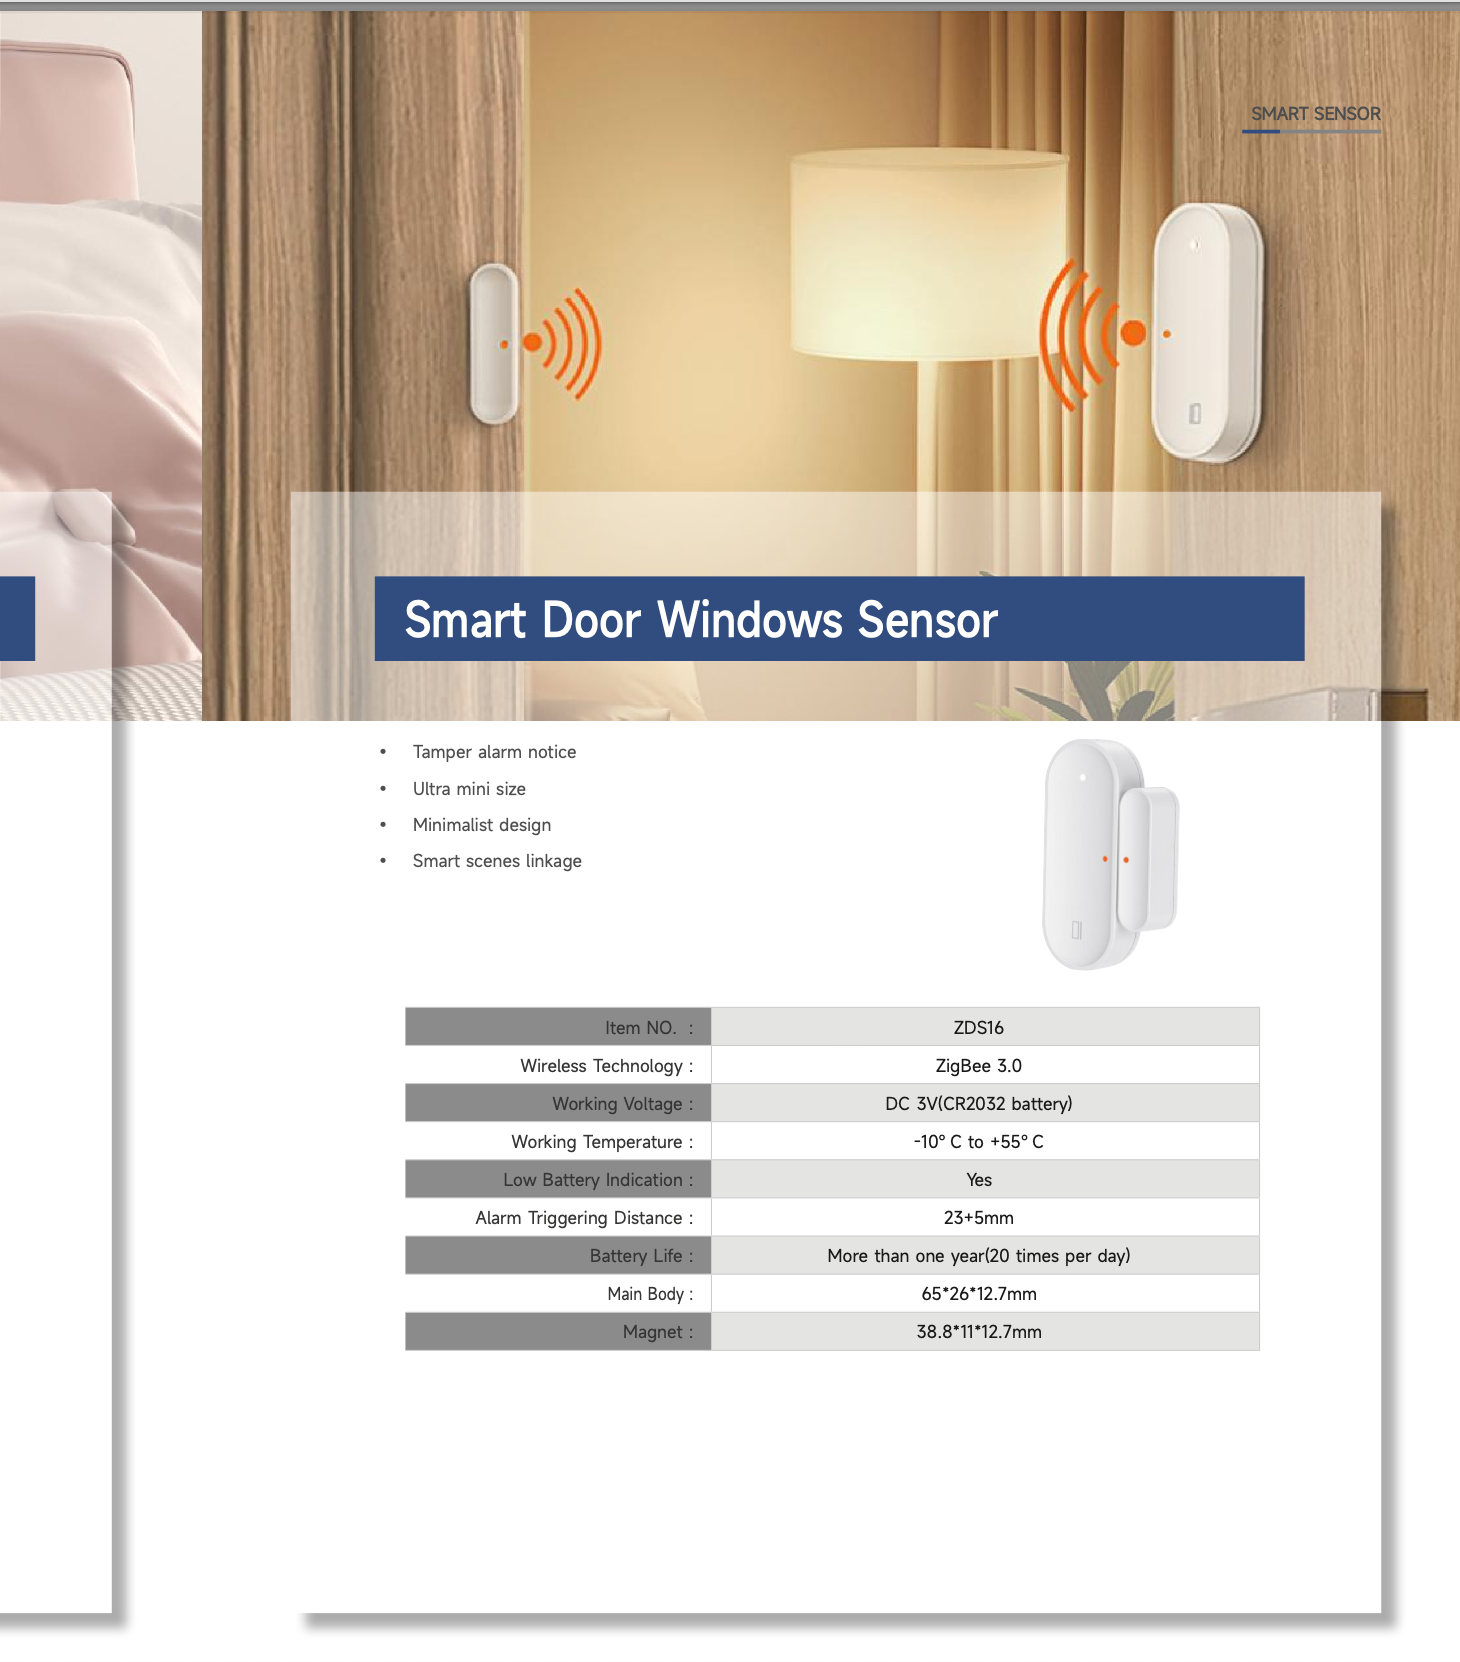 SMART SENSOR
Smart Door Windows Sensor
• Tamper alarm notice
• Ultra mini size
• Minimalist design
• Smart scenes linkage
Item NO. : ZDS16
Wireless Technology : ZigBee 3.0
Working Voltage : DC 3V(CR2032 battery)
Working Temperature : -10° C to +55° C
Low Battery Indication : Yes
Alarm Triggering Distance : 23+5mm
Battery Life : More than one year(20 times per day)
Main Body : 65*26*12.7mm
Magnet : 38.8*11*12.7mm